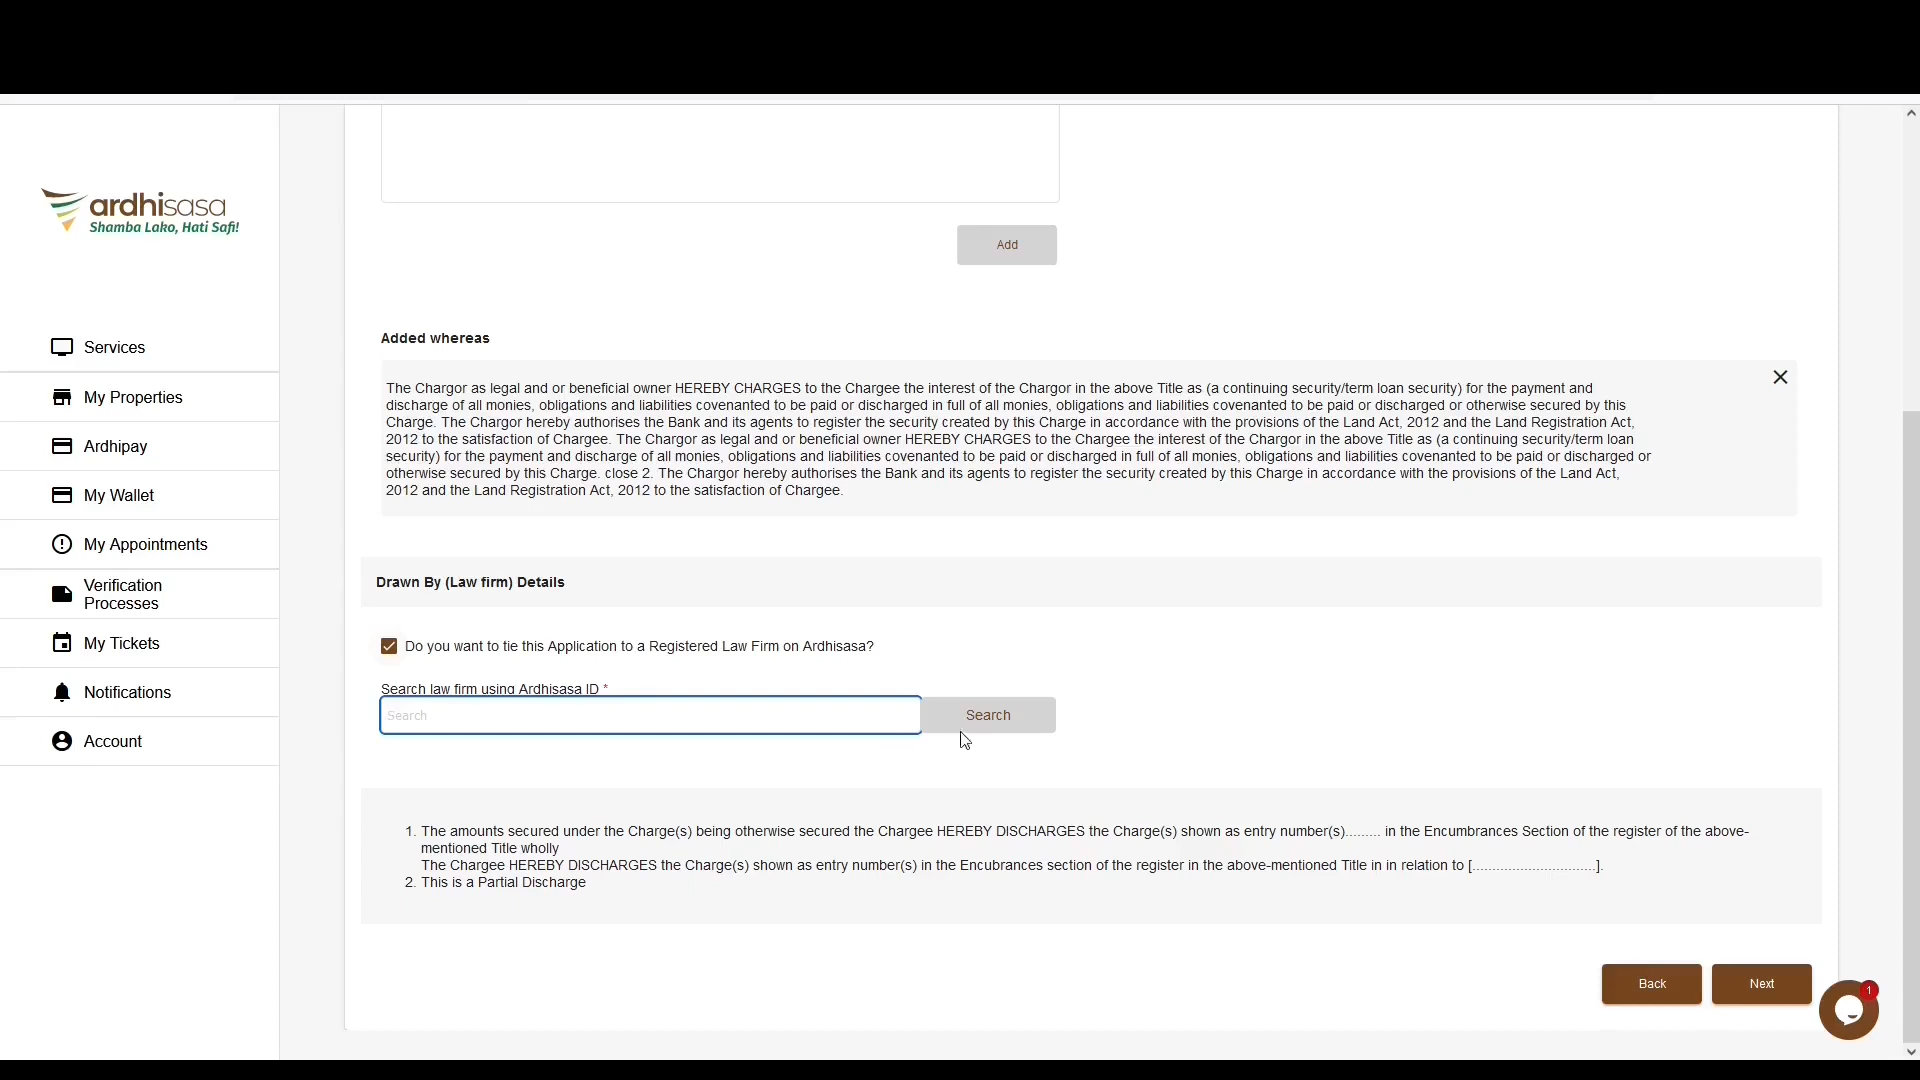 ardhisasa
Shamba Lako, Hati Safi!
Services
My Properties
Ardhipay
My Wallet
My Appointments
Verification
Processes
My Tickets
Notifications
Account
Add
Added whereas
The Chargor as legal and or beneficial owner HEREBY CHARGES to the Chargee the interest of the Chargor in the above Title as (a continuing security/term loan security) for the payment and
discharge of all monies, obligations and liabilities covenanted to be paid or discharged in full of all monies, obligations and liabilities covenanted to be paid or discharged or otherwise secured by this
Charge. The Chargor hereby authorises the Bank and its agents to register the security created by this Charge in accordance with the provisions of the Land Act, 2012 and the Land Registration Act,
2012 to the satisfaction of Chargee. The Chargor as legal and or beneficial owner HEREBY CHARGES to the Chargee the interest of the Chargor in the above Title as (a continuing security/term loan
security) for the payment and discharge of all monies, obligations and liabilities covenanted to be paid or discharged in full of all monies, obligations and liabilities covenanted to be paid or discharged or
otherwise secured by this Charge. close 2. The Chargor hereby authorises the Bank and its agents to register the security created by this Charge in accordance with the provisions of the Land Act,
2012 and the Land Registration Act, 2012 to the satisfaction of Chargee.
Drawn By (Law firm) Details
Do you want to tie this Application to a Registered Law Firm on Ardhisasa?
Search law firm using Ardhisasa ID *
Search
Search
1. The amounts secured under the Charge(s) being otherwise secured the Chargee HEREBY DISCHARGES the Charge(s) shown as entry number(s)......... in the Encumbrances Section of the register of the above-
mentioned Title wholly
The Chargee HEREBY DISCHARGES the Charge(s) shown as entry number(s) in the Encubrances section of the register in the above-mentioned Title in in relation to [...............................].
2. This is a Partial Discharge
Back
Next
1